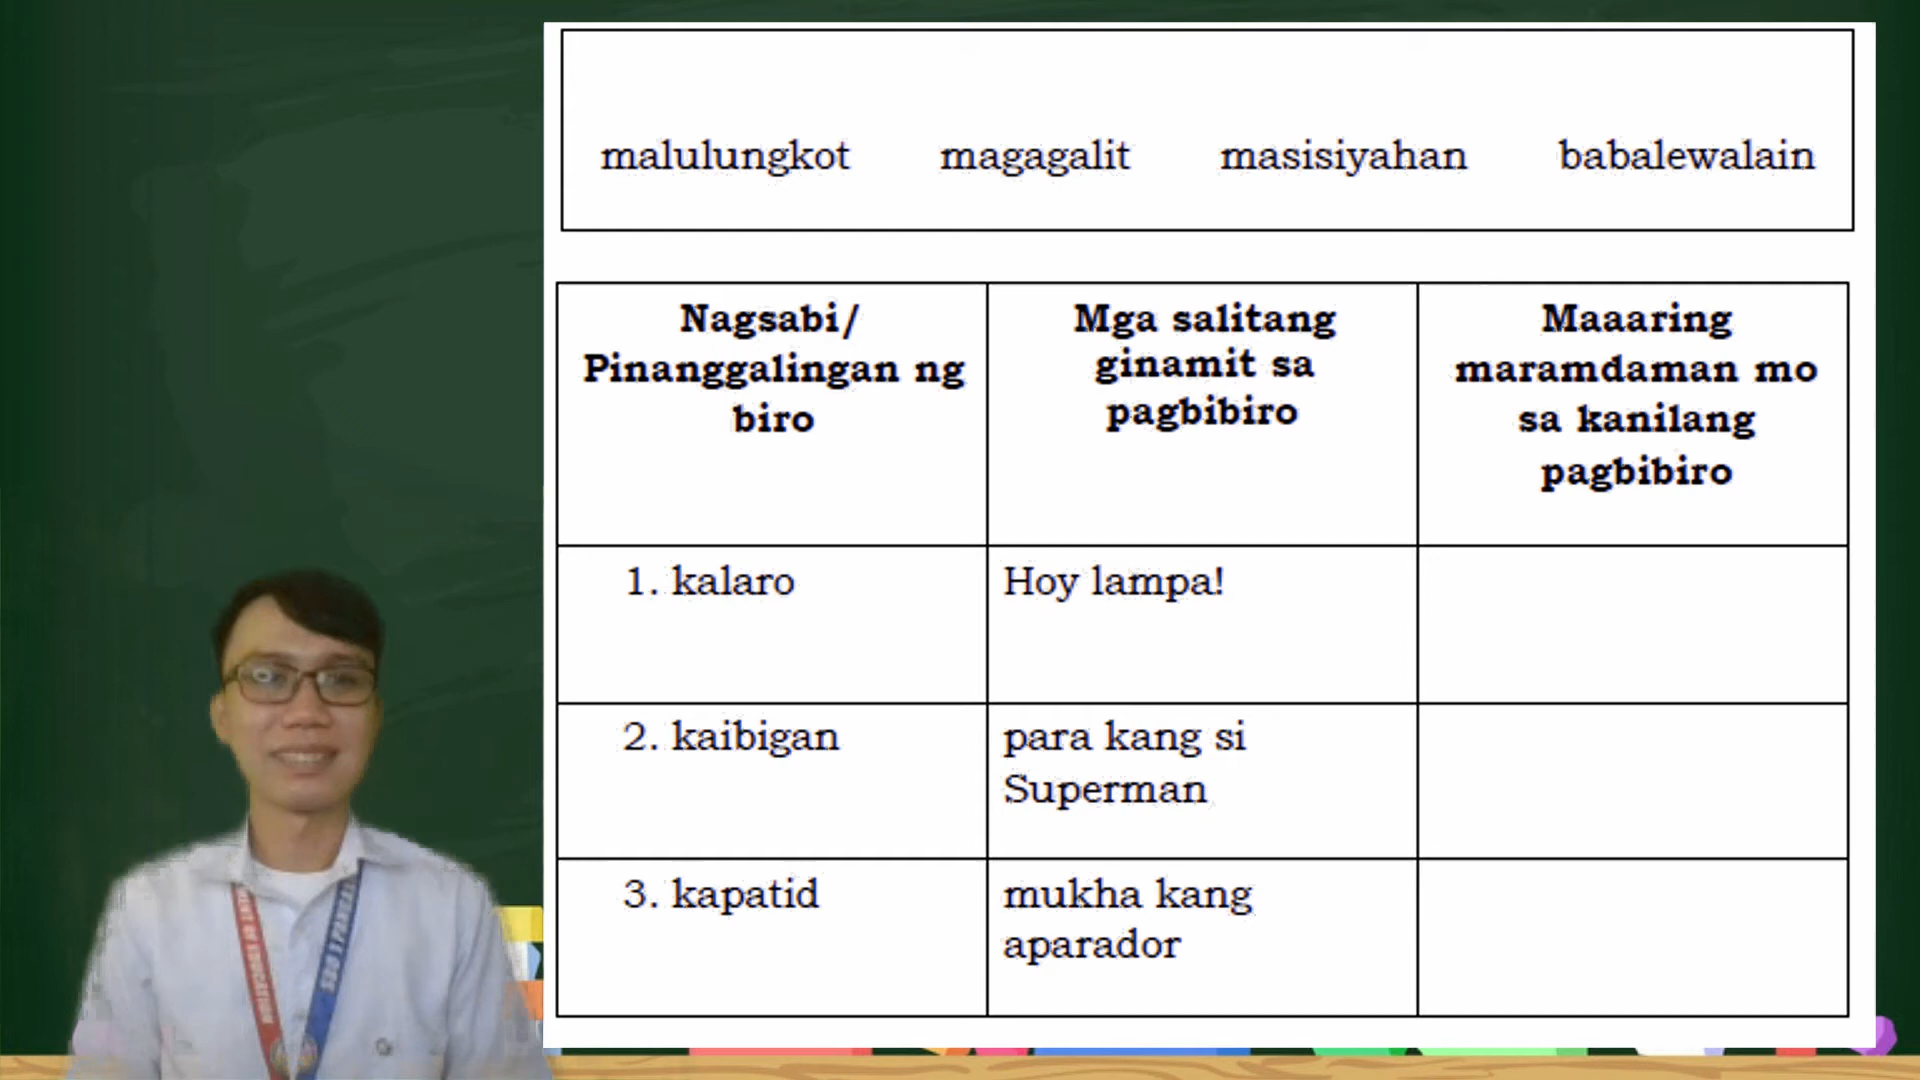 malulungkot magagalit masisiyahan babalewalain
Nagsabi/
Pinanggalingan ng
biro
Mga salitang
ginamit sa
pagbibiro
Maaaring
maramdaman mo
sa kanilang
pagbibiro
1. kalaro
Hoy lampa!
2. kaibigan
para kang si
Superman
3. kapatid
mukha kang
aparador